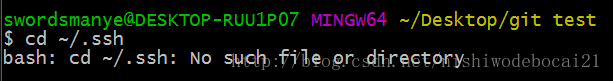 swordsmanye@DESKTOP-RUU1P07 MINGW64 ~/Desktop/git test
$ cd ~/.ssh
bash: cd ~/.ssh: No such file or directory
http://blog.csdn.net/nishiwodebocai21